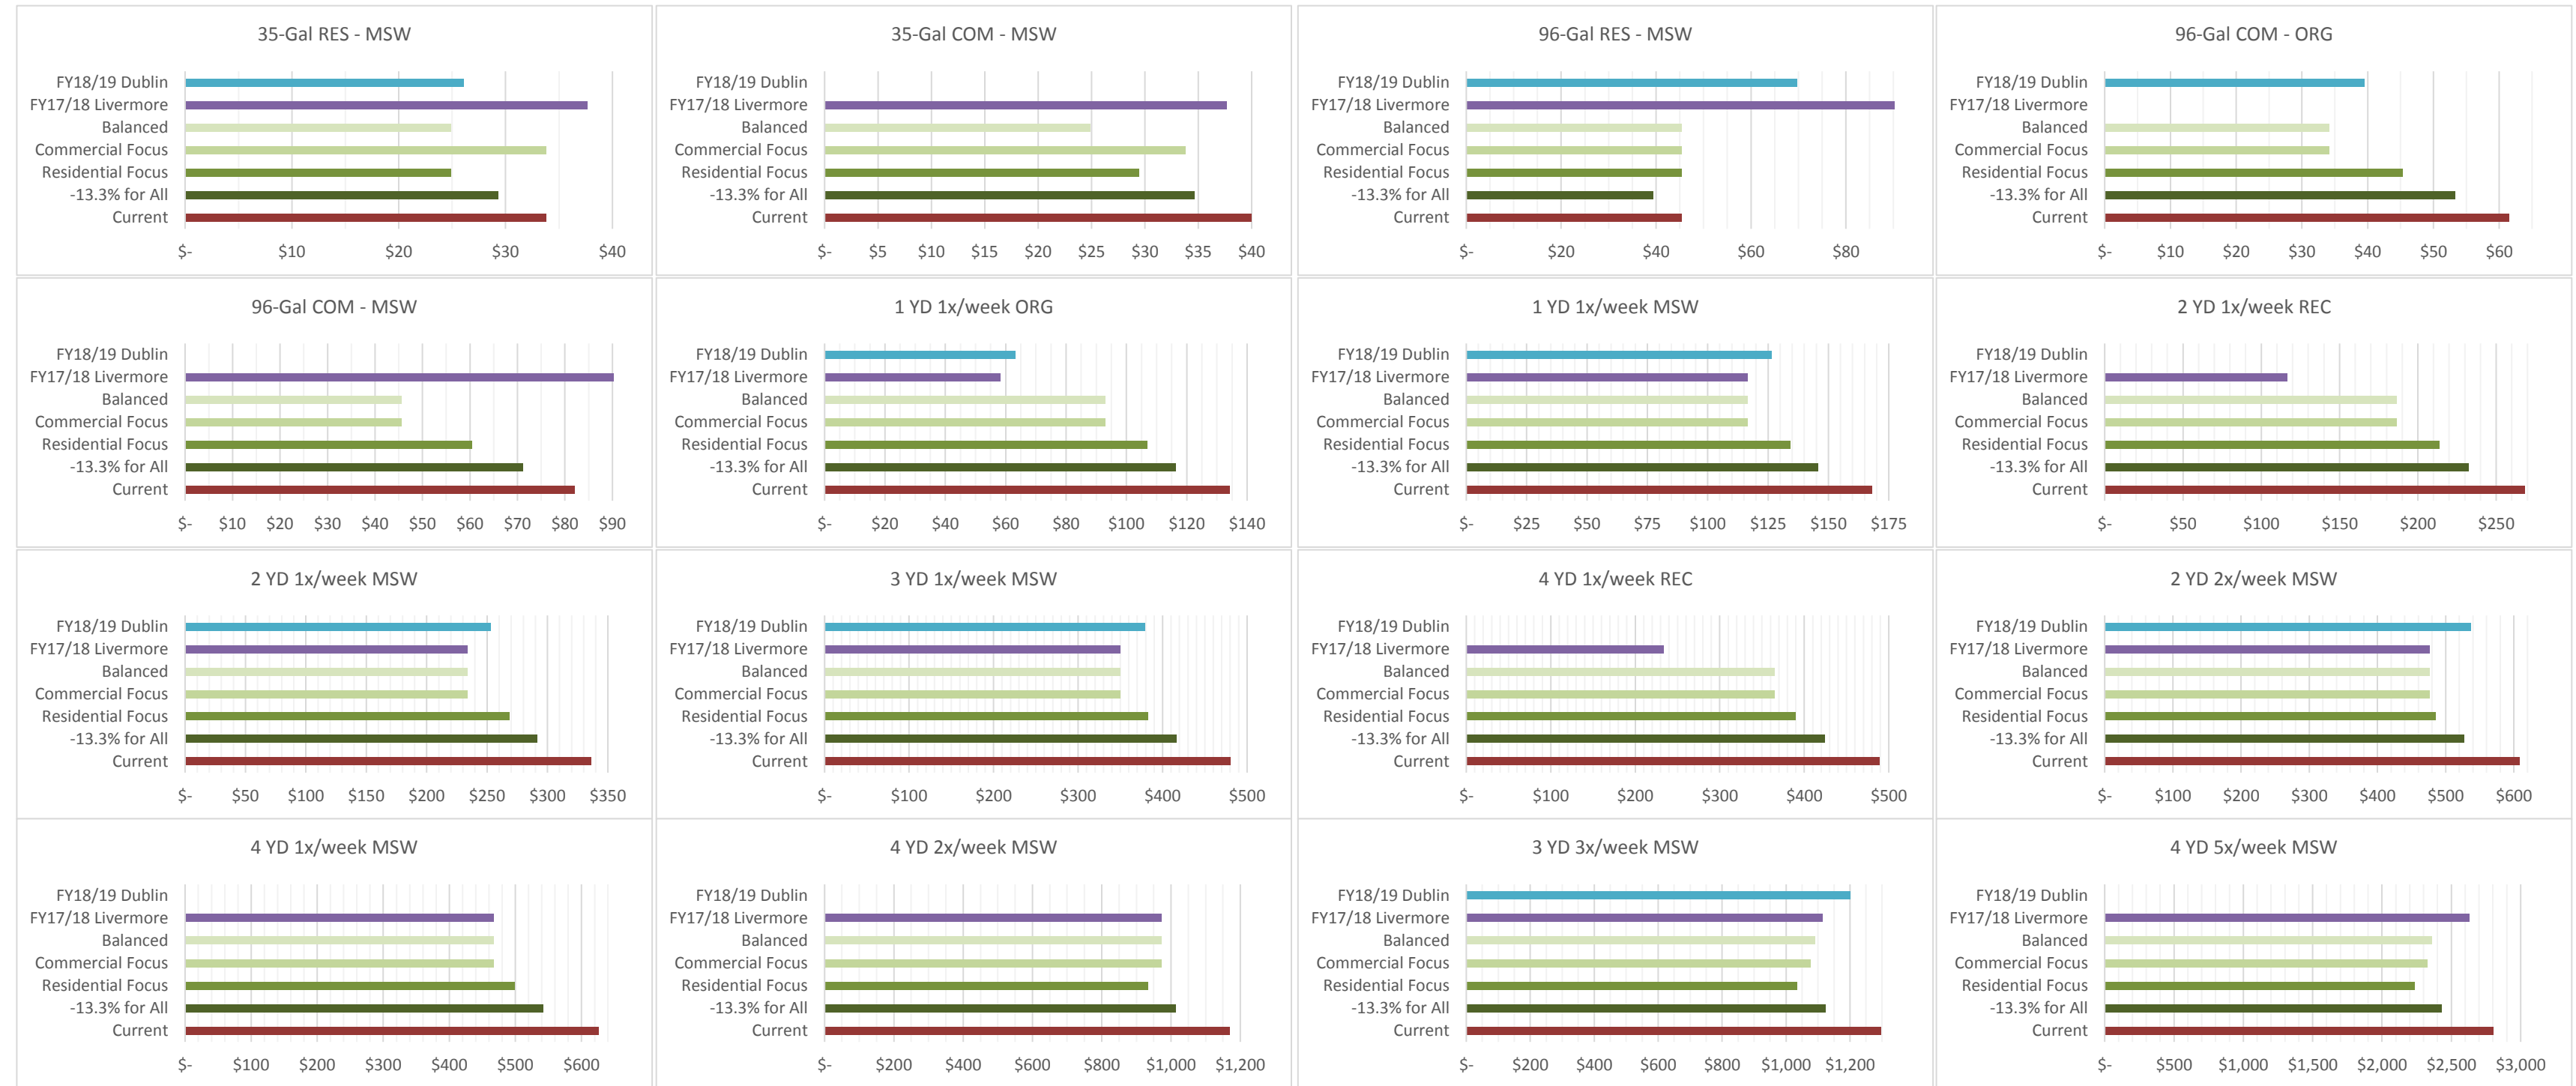 35-Gal RES - MSW
FY18/19 Dublin
FY17/18 Livermore
Balanced
Commercial Focus
Residential Focus
-13.3% for All
Current
$- $10 $20 $30 $40
35-Gal COM - MSW
FY18/19 Dublin
FY17/18 Livermore
Balanced
Commercial Focus
Residential Focus
-13.3% for All
Current
$- $5 $10 $15 $20 $25 $30 $35 $40
96-Gal RES - MSW
FY18/19 Dublin
FY17/18 Livermore
Balanced
Commercial Focus
Residential Focus
-13.3% for All
Current
$- $20 $40 $60 $80
96-Gal COM - ORG
FY18/19 Dublin
FY17/18 Livermore
Balanced
Commercial Focus
Residential Focus
-13.3% for All
Current
$- $10 $20 $30 $40 $50 $60
96-Gal COM - MSW
FY18/19 Dublin
FY17/18 Livermore
Balanced
Commercial Focus
Residential Focus
-13.3% for All
Current
$- $10 $20 $30 $40 $50 $60 $70 $80 $90
1 YD 1x/week ORG
FY18/19 Dublin
FY17/18 Livermore
Balanced
Commercial Focus
Residential Focus
-13.3% for All
Current
$- $20 $40 $60 $80 $100 $120 $140
1 YD 1x/week MSW
FY18/19 Dublin
FY17/18 Livermore
Balanced
Commercial Focus
Residential Focus
-13.3% for All
Current
$- $25 $50 $75 $100 $125 $150 $175
2 YD 1x/week REC
FY18/19 Dublin
FY17/18 Livermore
Balanced
Commercial Focus
Residential Focus
-13.3% for All
Current
$- $50 $100 $150 $200 $250
2 YD 1x/week MSW
FY18/19 Dublin
FY17/18 Livermore
Balanced
Commercial Focus
Residential Focus
-13.3% for All
Current
$- $50 $100 $150 $200 $250 $300 $350
3 YD 1x/week MSW
FY18/19 Dublin
FY17/18 Livermore
Balanced
Commercial Focus
Residential Focus
-13.3% for All
Current
$- $100 $200 $300 $400 $500
4 YD 1x/week REC
FY18/19 Dublin
FY17/18 Livermore
Balanced
Commercial Focus
Residential Focus
-13.3% for All
Current
$- $100 $200 $300 $400 $500
2 YD 2x/week MSW
FY18/19 Dublin
FY17/18 Livermore
Balanced
Commercial Focus
Residential Focus
-13.3% for All
Current
$- $100 $200 $300 $400 $500 $600
4 YD 1x/week MSW
FY18/19 Dublin
FY17/18 Livermore
Balanced
Commercial Focus
Residential Focus
-13.3% for All
Current
$- $100 $200 $300 $400 $500 $600
4 YD 2x/week MSW
FY18/19 Dublin
FY17/18 Livermore
Balanced
Commercial Focus
Residential Focus
-13.3% for All
Current
$- $200 $400 $600 $800 $1,000 $1,200
3 YD 3x/week MSW
FY18/19 Dublin
FY17/18 Livermore
Balanced
Commercial Focus
Residential Focus
-13.3% for All
Current
$- $200 $400 $600 $800 $1,000 $1,200
4 YD 5x/week MSW
FY18/19 Dublin
FY17/18 Livermore
Balanced
Commercial Focus
Residential Focus
-13.3% for All
Current
$- $500 $1,000 $1,500 $2,000 $2,500 $3,000